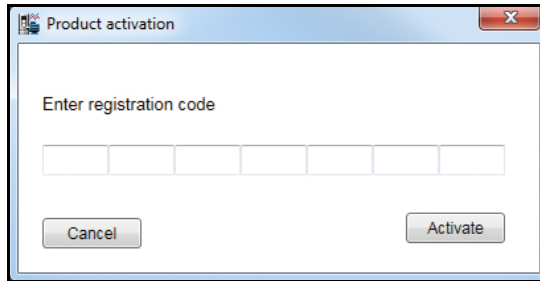 Product activation
Enter registration code
Cancel
Activate